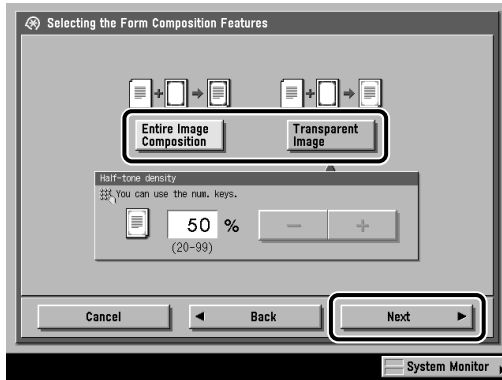 Selecting the Form Composition Features
Entire Image
Composition
Transparent
Image
Half-tone density
You can use the num. keys.
50 %
(20-99)
− +
Cancel
◄ Back
Next ►
System Monitor